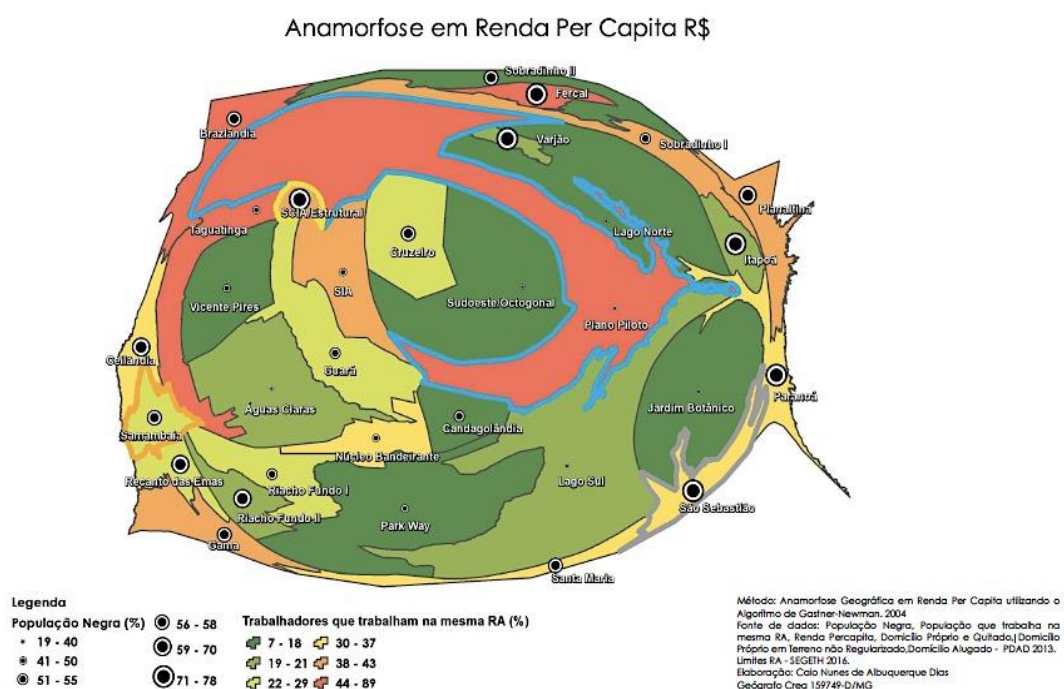 Anamorfose em Renda Per Capita R$
Sobradinho II
Fercal
Brazlândia
Varjão
Sobradinho I
Planaltina
SCIA/Estrutural
Taguatinga
Cruzeiro
Lago Norte
Itapoã
SIA
Vicente Pires
Sudoeste/Octogonal
Plano Piloto
Ceilândia
Guará
Paranoá
Águas Claras
Jardim Botânico
Samambaia
Candagolândia
Núcleo Bandeirante
Recanto das Emas
Riacho Fundo I
Lago Sul
Riacho Fundo II
São Sebastião
Park Way
Gama
Santa Maria
Legenda
População Negra (%)
19 - 40
41 - 50
51 - 55
56 - 58
59 - 70
71 - 78
Trabalhadores que trabalham na mesma RA (%)
7 - 18
19 - 21
22 - 29
30 - 37
38 - 43
44 - 89
Método: Anamorfose Geográfica em Renda Per Capita utilizando o
Algoritmo de Gastner-Newman. 2004
Fonte de dados: População Negra, População que trabalha na
mesma RA, Renda Percapita, Domicílio Próprio e Quitado,|Domicílio
Próprio em Terreno não Regularizado,Domicílio Alugado - PDAD 2013.
Limites RA - SEGETH 2016.
Elaboração: Caio Nunes de Albuquerque Dias
Geógrafo Crea 159749-D/MG